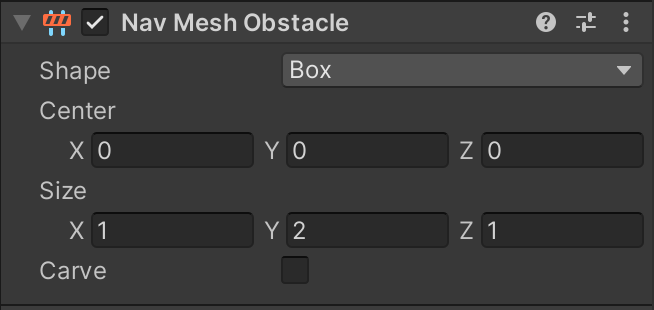 Nav Mesh Obstacle
Shape Box
Center
X 0 Y 0 Z 0
Size
X 1 Y 2 Z 1
Carve